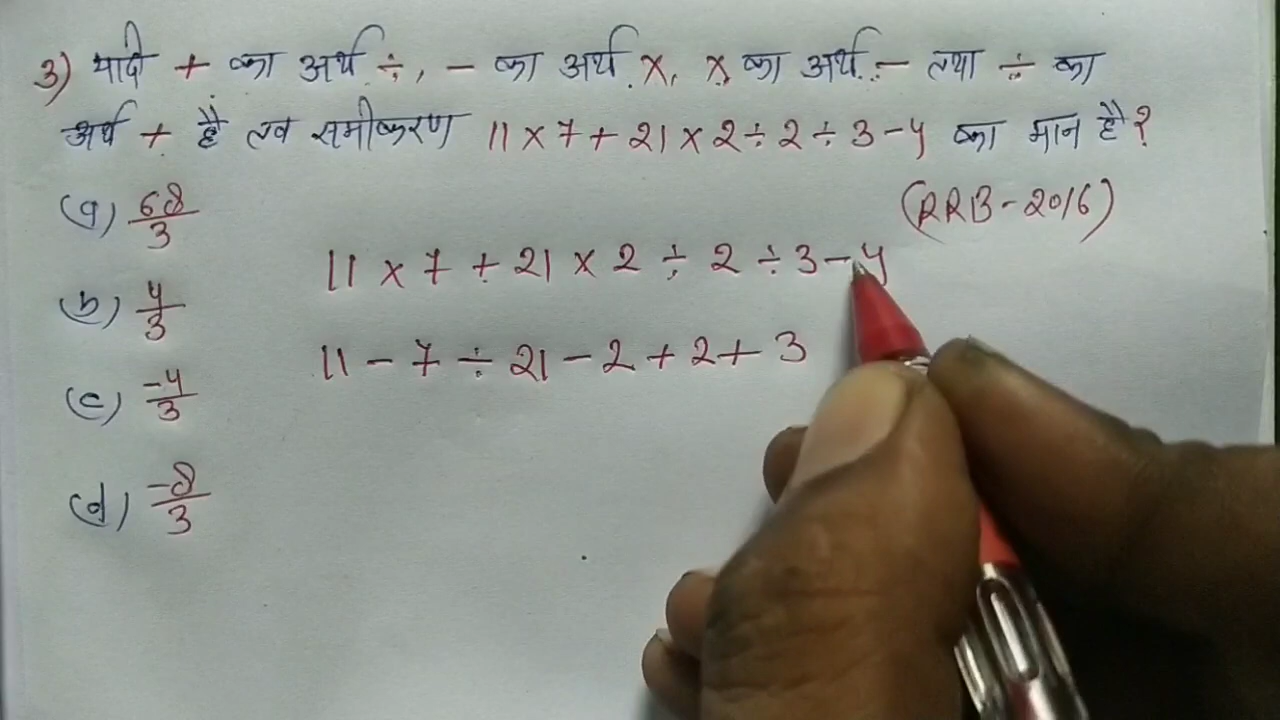 3) यदि + का अर्थ ÷, - का अर्थ ×, × का अर्थ - तथा ÷ का
अर्थ + है तब समीकरण 11 × 7 + 21 × 2 ÷ 2 ÷ 3 - 4 का मान है?
(RRB - 2016)
(a) 68/3
11 × 7 + 21 × 2 ÷ 2 ÷ 3 - 4
(b) 4/3
11 - 7 ÷ 21 - 2 + 2 + 3
(c) -4/3
(d) -8/3